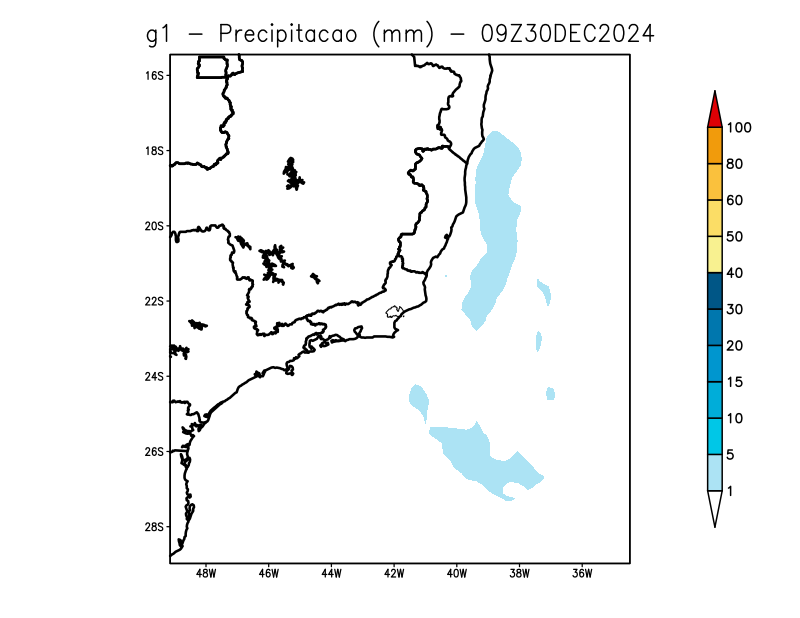 g1 – Precipitacao (mm) – 09Z30DEC2024
16S
18S
20S
22S
24S
26S
28S
48W 46W 44W 42W 40W 38W 36W
100
80
60
50
40
30
20
15
10
5
1